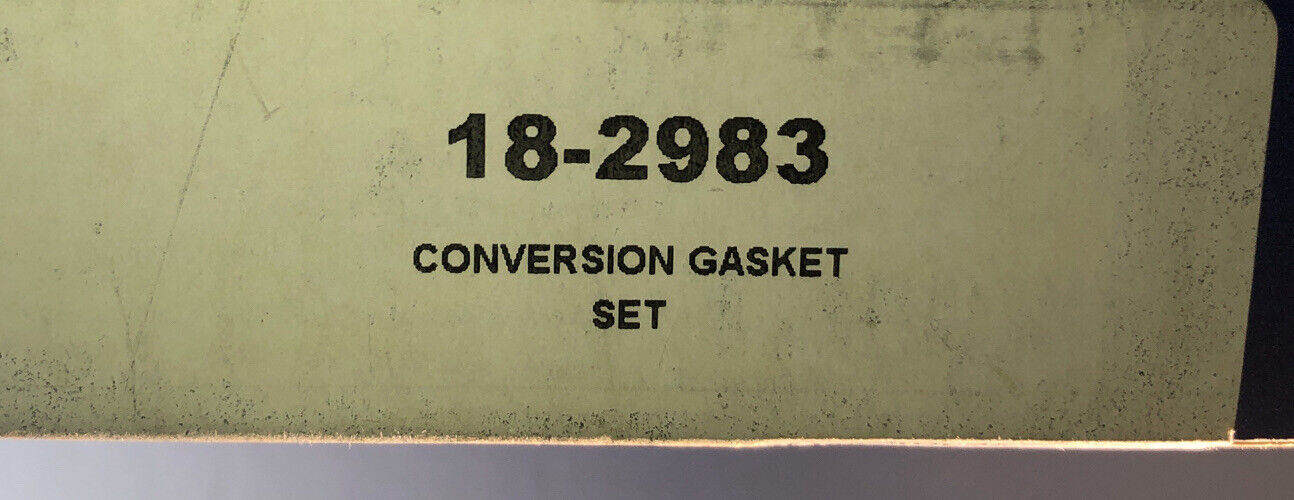 18-2983
CONVERSION GASKET
SET